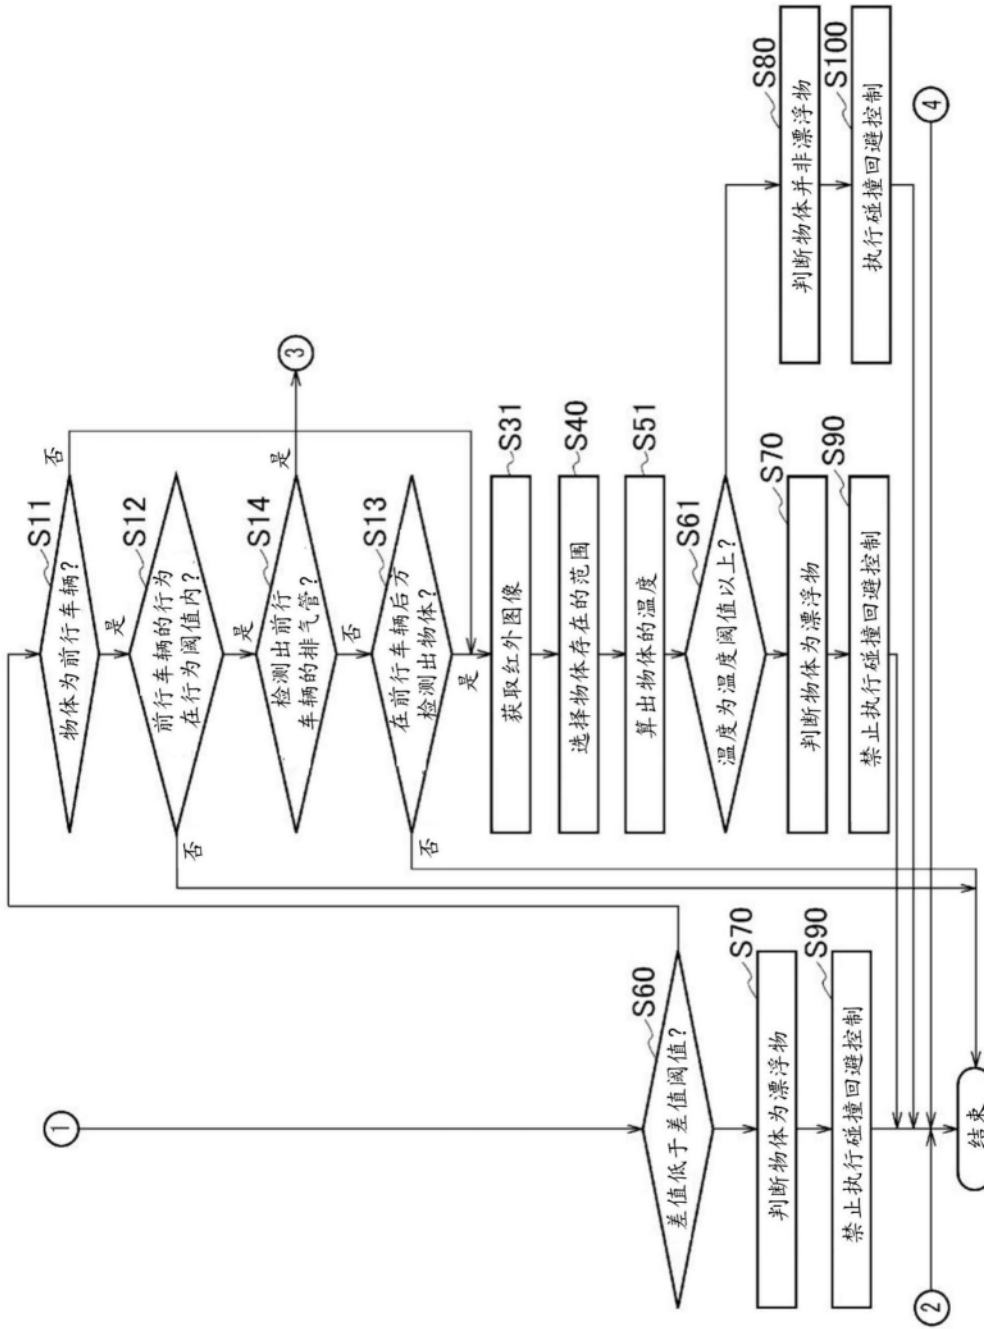 ①
S60
差值低于差值阈值？
S70
判断物体为漂浮物
S90
禁止执行碰撞回避控制
②
结束
S11
物体为前行车辆？
否
是
S12
前行车辆的行为
在行为阈值内？
否
是
S14
检测出前行
车辆的排气管？
是
③
否
S13
在前行车辆后方
检测出物体？
否
是
S31
获取红外图像
S40
选择物体存在的范围
S51
算出物体的温度
S61
温度为温度阈值以上？
S70
判断物体为漂浮物
S90
禁止执行碰撞回避控制
S80
判断物体并非漂浮物
S100
执行碰撞回避控制
④